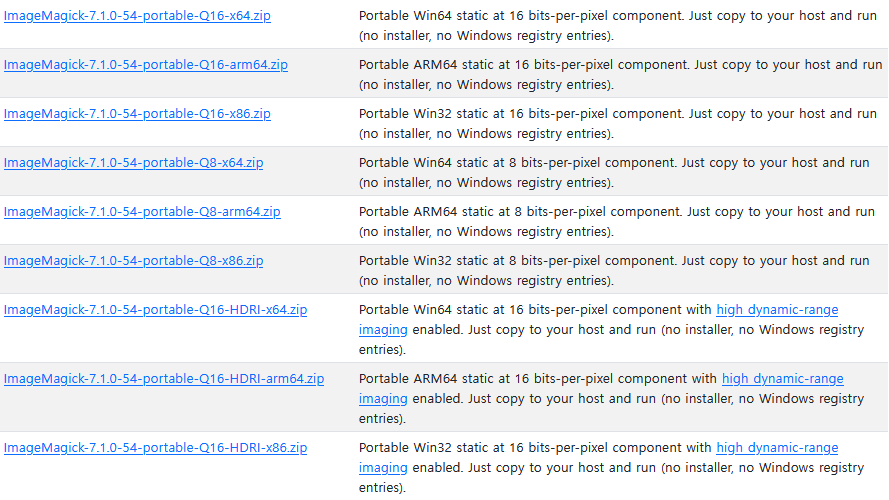 ImageMagick-7.1.0-54-portable-Q16-x64.zip
Portable Win64 static at 16 bits-per-pixel component. Just copy to your host and run
(no installer, no Windows registry entries).
ImageMagick-7.1.0-54-portable-Q16-arm64.zip
Portable ARM64 static at 16 bits-per-pixel component. Just copy to your host and run
(no installer, no Windows registry entries).
ImageMagick-7.1.0-54-portable-Q16-x86.zip
Portable Win32 static at 16 bits-per-pixel component. Just copy to your host and run
(no installer, no Windows registry entries).
ImageMagick-7.1.0-54-portable-Q8-x64.zip
Portable Win64 static at 8 bits-per-pixel component. Just copy to your host and run
(no installer, no Windows registry entries).
ImageMagick-7.1.0-54-portable-Q8-arm64.zip
Portable ARM64 static at 8 bits-per-pixel component. Just copy to your host and run
(no installer, no Windows registry entries).
ImageMagick-7.1.0-54-portable-Q8-x86.zip
Portable Win32 static at 8 bits-per-pixel component. Just copy to your host and run
(no installer, no Windows registry entries).
ImageMagick-7.1.0-54-portable-Q16-HDRI-x64.zip
Portable Win64 static at 16 bits-per-pixel component with high dynamic-range
imaging enabled. Just copy to your host and run (no installer, no Windows registry
entries).
ImageMagick-7.1.0-54-portable-Q16-HDRI-arm64.zip
Portable ARM64 static at 16 bits-per-pixel component with high dynamic-range
imaging enabled. Just copy to your host and run (no installer, no Windows registry
entries).
ImageMagick-7.1.0-54-portable-Q16-HDRI-x86.zip
Portable Win32 static at 16 bits-per-pixel component with high dynamic-range
imaging enabled. Just copy to your host and run (no installer, no Windows registry
entries).